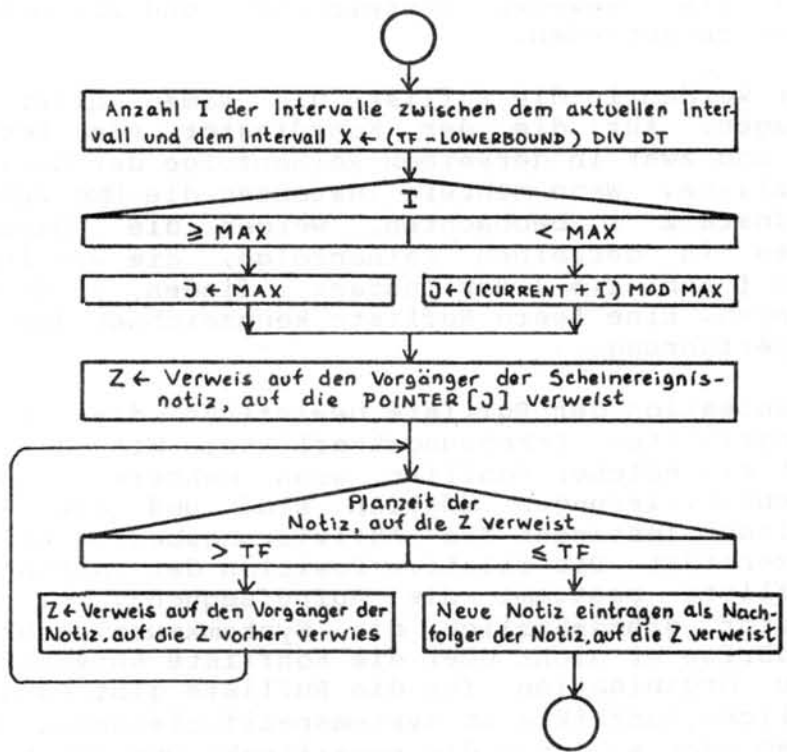 Anzahl I der Intervalle zwischen dem aktuellen Inter-
vall und dem Intervall X ← (TF - LOWERBOUND) DIV DT
I
⩾ MAX
< MAX
J ← MAX
J ← (ICURRENT + I) MOD MAX
Z ← Verweis auf den Vorgänger der Scheinereignis-
notiz, auf die POINTER [J] verweist
Planzeit der
Notiz, auf die Z verweist
> TF
⩽ TF
Z ← Verweis auf den Vorgänger der
Notiz, auf die Z vorher verwies
Neue Notiz eintragen als Nach-
folger der Notiz, auf die Z verweist